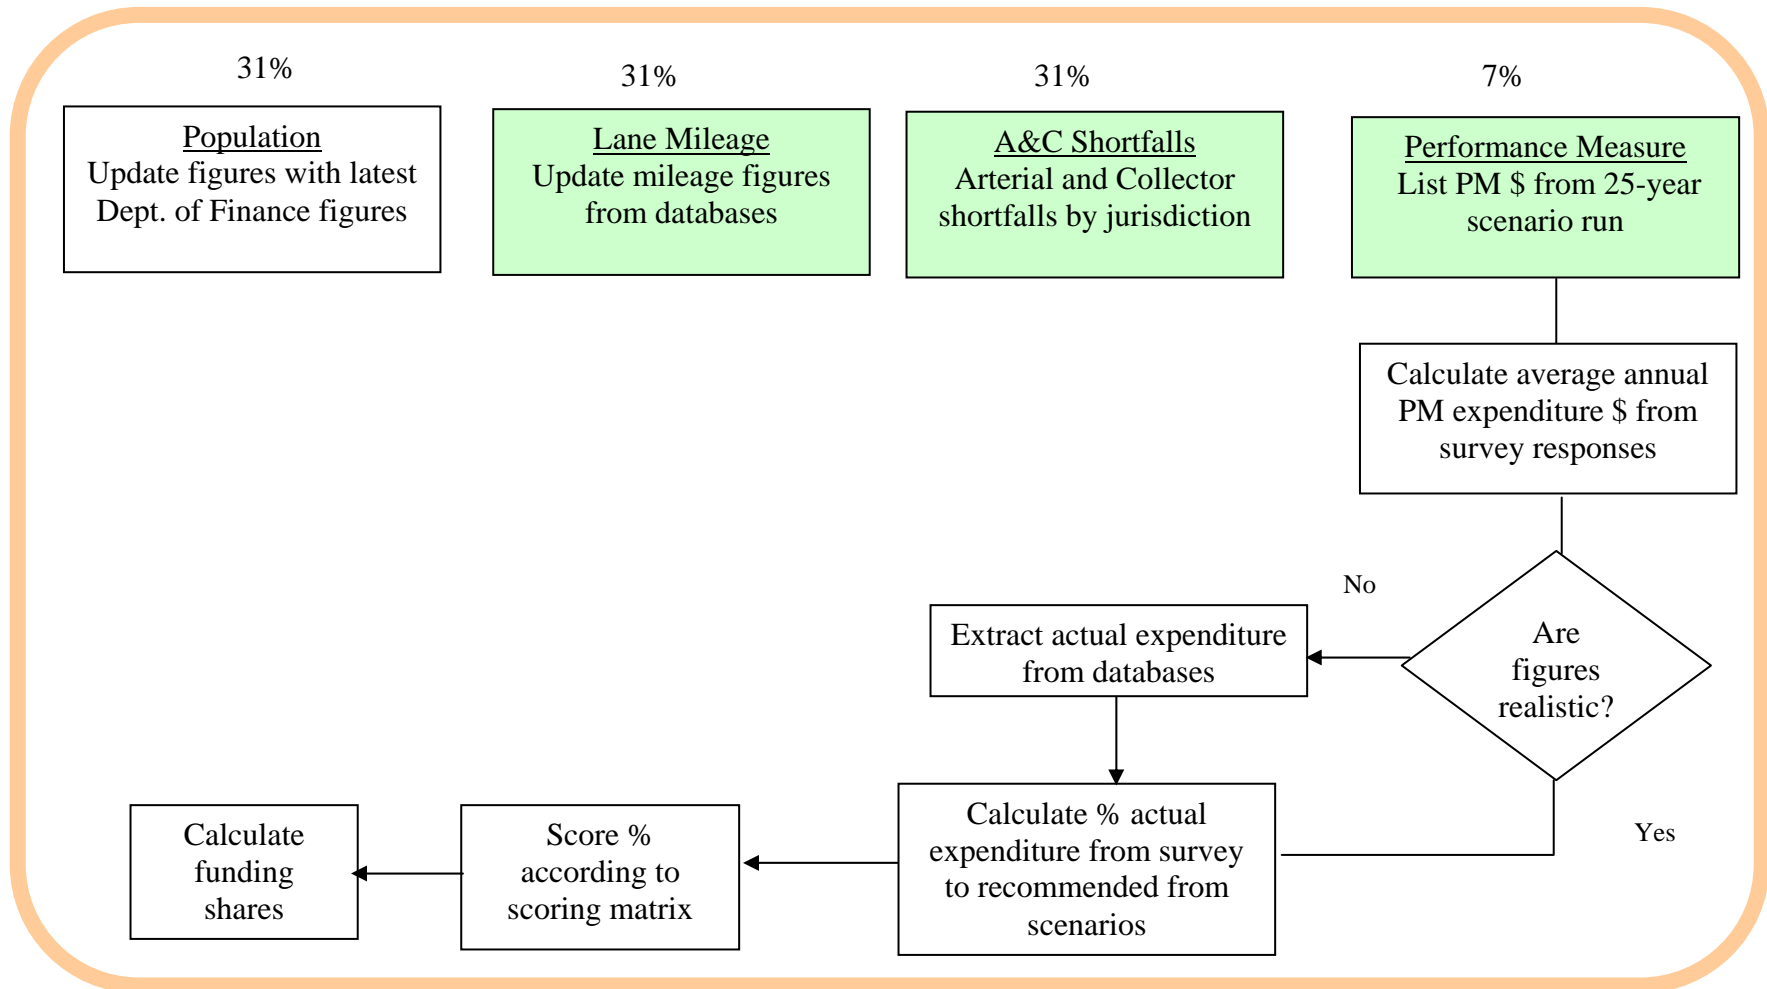 31%
31%
31%
7%
Population
Update figures with latest
Dept. of Finance figures
Lane Mileage
Update mileage figures
from databases
A&C Shortfalls
Arterial and Collector
shortfalls by jurisdiction
Performance Measure
List PM $ from 25-year
scenario run
Calculate average annual
PM expenditure $ from
survey responses
No
Are
figures
realistic?
Extract actual expenditure
from databases
Yes
Calculate % actual
expenditure from survey
to recommended from
scenarios
Score %
according to
scoring matrix
Calculate
funding
shares